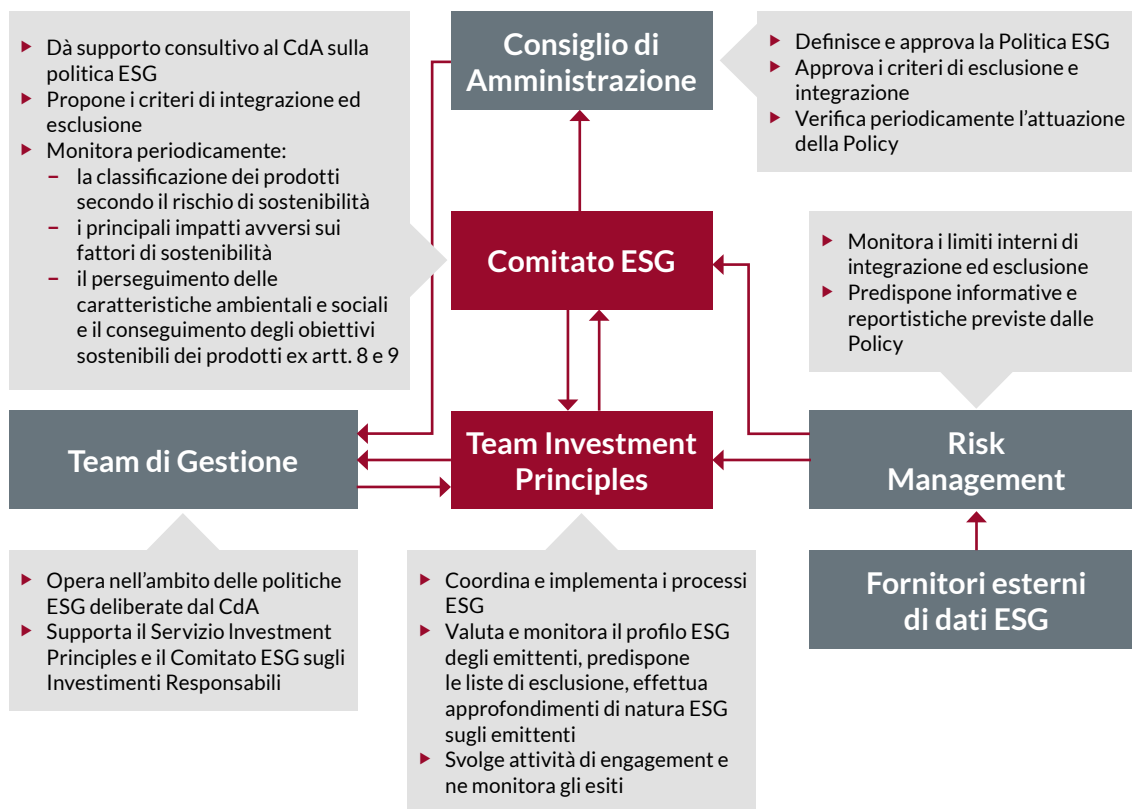 ▶ Dà supporto consultivo al CdA sulla
politica ESG
▶ Propone i criteri di integrazione ed
esclusione
▶ Monitora periodicamente:
– la classificazione dei prodotti
secondo il rischio di sostenibilità
– i principali impatti avversi sui
fattori di sostenibilità
– il perseguimento delle
caratteristiche ambientali e sociali
e il conseguimento degli obiettivi
sostenibili dei prodotti ex artt. 8 e 9
Consiglio di
Amministrazione
▶ Definisce e approva la Politica ESG
▶ Approva i criteri di esclusione e
integrazione
▶ Verifica periodicamente l’attuazione
della Policy
Comitato ESG
▶ Monitora i limiti interni di
integrazione ed esclusione
▶ Predispone informative e
reportistiche previste dalle
Policy
Team di Gestione
Team Investment
Principles
Risk
Management
▶ Opera nell’ambito delle politiche
ESG deliberate dal CdA
▶ Supporta il Servizio Investment
Principles e il Comitato ESG sugli
Investimenti Responsabili
▶ Coordina e implementa i processi
ESG
▶ Valuta e monitora il profilo ESG
degli emittenti, predispone
le liste di esclusione, effettua
approfondimenti di natura ESG
sugli emittenti
▶ Svolge attività di engagement e
ne monitora gli esiti
Fornitori esterni
di dati ESG